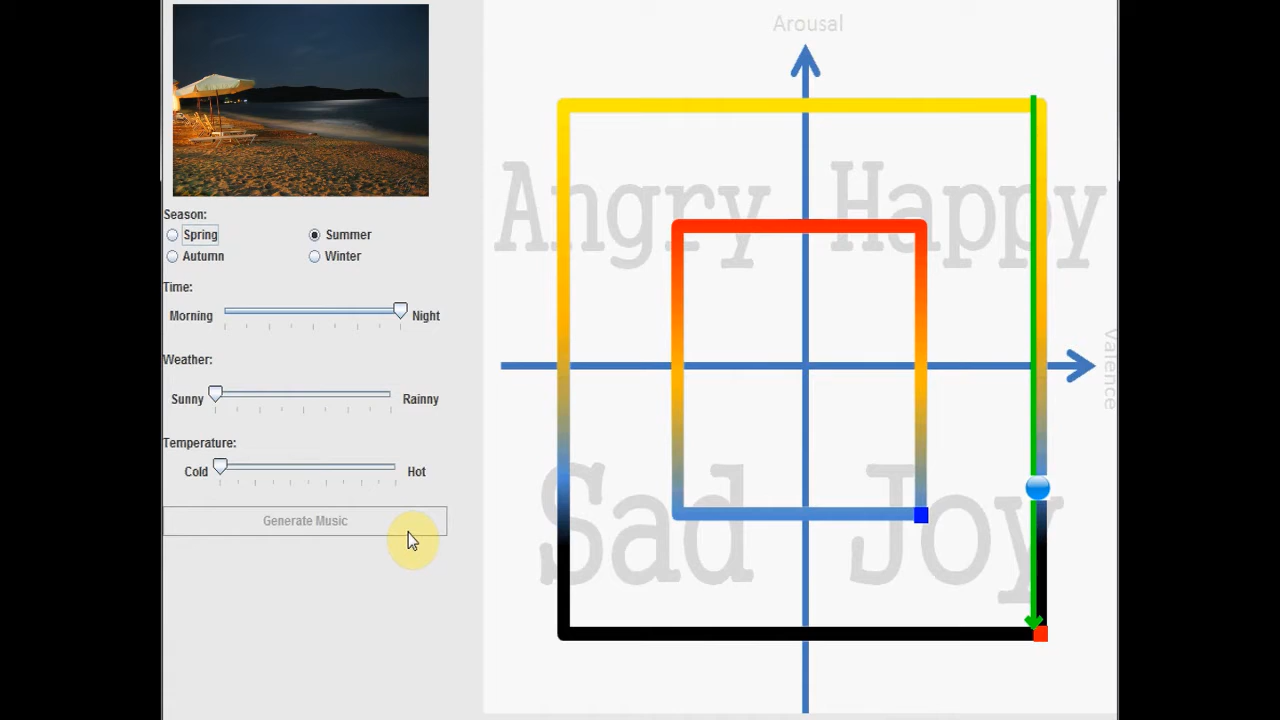 Season:
Spring
Summer
Autumn
Winter
Time:
Morning
Night
Weather:
Sunny
Rainny
Temperature:
Cold
Hot
Generate Music
Arousal
Angry
Happy
Valence
Sad
Joy